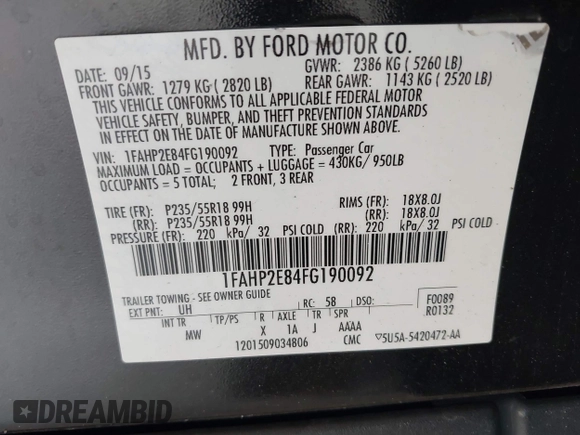 MFD. BY FORD MOTOR CO.
DATE: 09/15
GVWR: 2386 KG ( 5260 LB)
FRONT GAWR: 1279 KG ( 2820 LB)
REAR GAWR: 1143 KG ( 2520 LB)
THIS VEHICLE CONFORMS TO ALL APPLICABLE FEDERAL MOTOR
VEHICLE SAFETY, BUMPER, AND THEFT PREVENTION STANDARDS
IN EFFECT ON THE DATE OF MANUFACTURE SHOWN ABOVE.
VIN: 1FAHP2E84FG190092
TYPE: Passenger Car
MAXIMUM LOAD = OCCUPANTS + LUGGAGE = 430KG/ 950LB
OCCUPANTS = 5 TOTAL; 2 FRONT, 3 REAR
TIRE (FR): P235/55R18 99H
RIMS (FR): 18X8.0J
(RR): P235/55R18 99H
(RR): 18X8.0J
PRESSURE (FR): 220 kPa/ 32 PSI COLD
(RR): 220 kPa/ 32 PSI COLD
1FAHP2E84FG190092
TRAILER TOWING - SEE OWNER GUIDE
EXT PNT: UH RC: 58 DSO:
F0089
R0132
INT TR TP/PS R AXLE TR SPR
MW X 1A J AAAA
1201509034806
CMC ▽5U5A-5420472-AA
DREAMBID